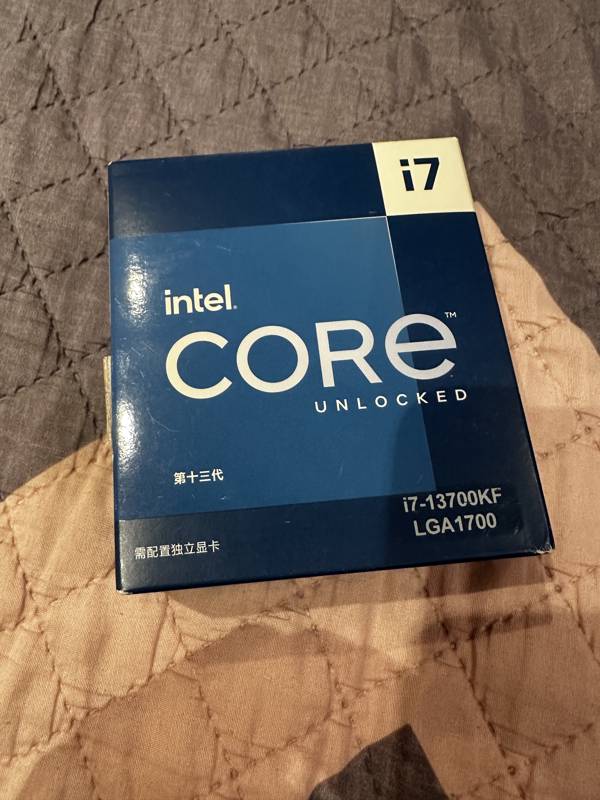 i7
intel.
CORE™
UNLOCKED
第十三代
i7-13700KF
LGA1700
需配置独立显卡